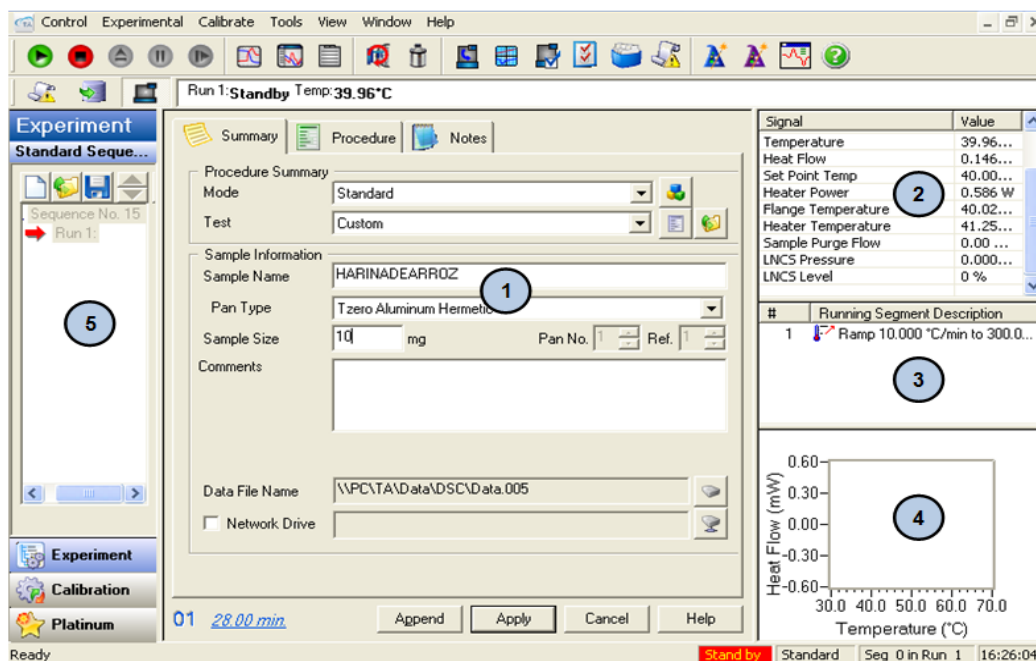 Control Experimental Calibrate Tools View Window Help
Run 1:Standby Temp:39.96°C
Experiment
Standard Seque...
Sequence No. 15
Run 1:
5
Experiment
Calibration
Platinum
Summary Procedure Notes
Procedure Summary
Mode Standard
Test Custom
Sample Information
Sample Name HARINADEARROZ
1
Pan Type Tzero Aluminum Hermetic
Sample Size 10 mg Pan No. 1 Ref. 1
Comments
Data File Name \\PC\TA\Data\DSC\Data.005
Network Drive
01 28.00 min. Append Apply Cancel Help
Signal Value
Temperature 39.96...
Heat Flow 0.146...
Set Point Temp 40.00...
Heater Power 0.586 W
2
Flange Temperature 40.02...
Heater Temperature 41.25...
Sample Purge Flow 0.00 ...
LNCS Pressure 0.000...
LNCS Level 0 %
# Running Segment Description
1 Ramp 10.000 °C/min to 300.0...
3
Heat Flow (mW)
0.60
0.30
0.00
-0.30
-0.60
4
30.0 40.0 50.0 60.0 70.0
Temperature (°C)
Ready Stand by Standard Seg 0 in Run 1 16:26:04